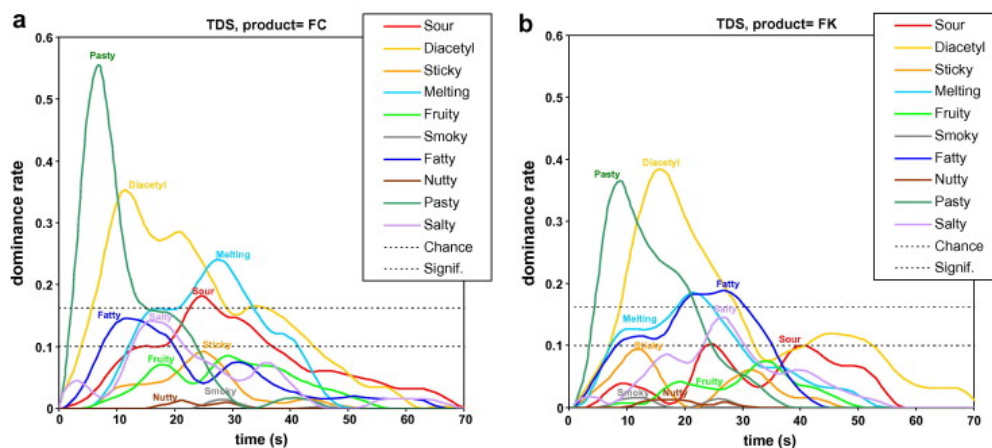 a
TDS, product= FC
Sour
Diacetyl
Sticky
Melting
Fruity
Smoky
Fatty
Nutty
Pasty
Salty
Chance
Signif.
dominance rate
0.6
0.5
0.4
0.3
0.2
0.1
0
Pasty
Diacetyl
Melting
Sour
Fatty
Salty
Sticky
Fruity
Smoky
Nutty
0 10 20 30 40 50 60 70
time (s)
b
TDS, product= FK
Sour
Diacetyl
Sticky
Melting
Fruity
Smoky
Fatty
Nutty
Pasty
Salty
Chance
Signif.
dominance rate
0.6
0.5
0.4
0.3
0.2
0.1
0
Diacetyl
Pasty
Fatty
Melting
Salty
Sour
Sticky
Fruity
Smoky
Nutty
0 10 20 30 40 50 60 70
time (s)